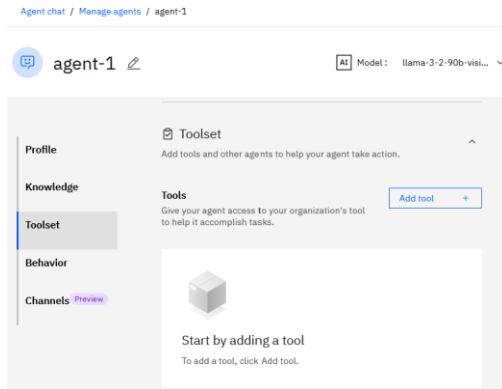 Agent chat / Manage agents / agent-1
agent-1
AI Model : llama-3-2-90b-visi...
Profile
Knowledge
Toolset
Behavior
Channels Preview
Toolset
Add tools and other agents to help your agent take action.
Tools
Give your agent access to your organization's tool
to help it accomplish tasks.
Add tool +
Start by adding a tool
To add a tool, click Add tool.